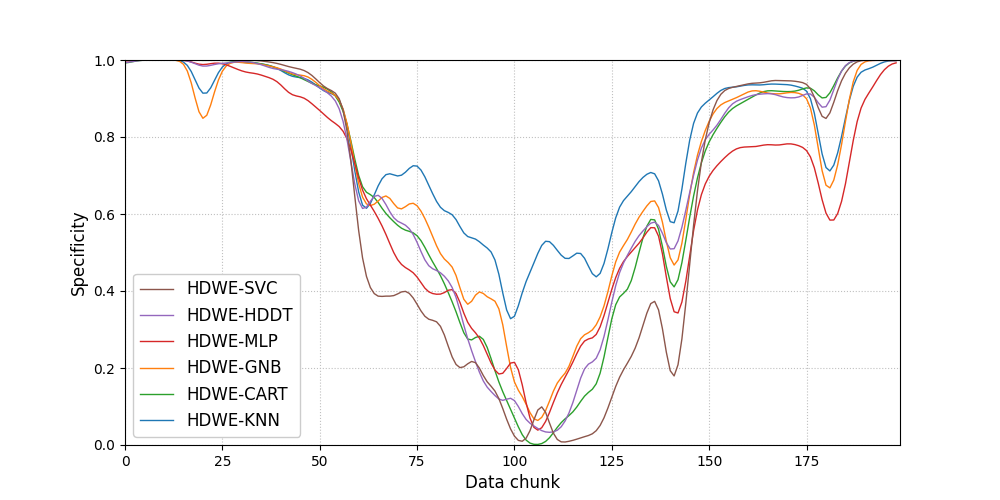 1.0
0.8
0.6
0.4
0.2
0.0
Specificity
HDWE-SVC
HDWE-HDDT
HDWE-MLP
HDWE-GNB
HDWE-CART
HDWE-KNN
0 25 50 75 100 125 150 175
Data chunk